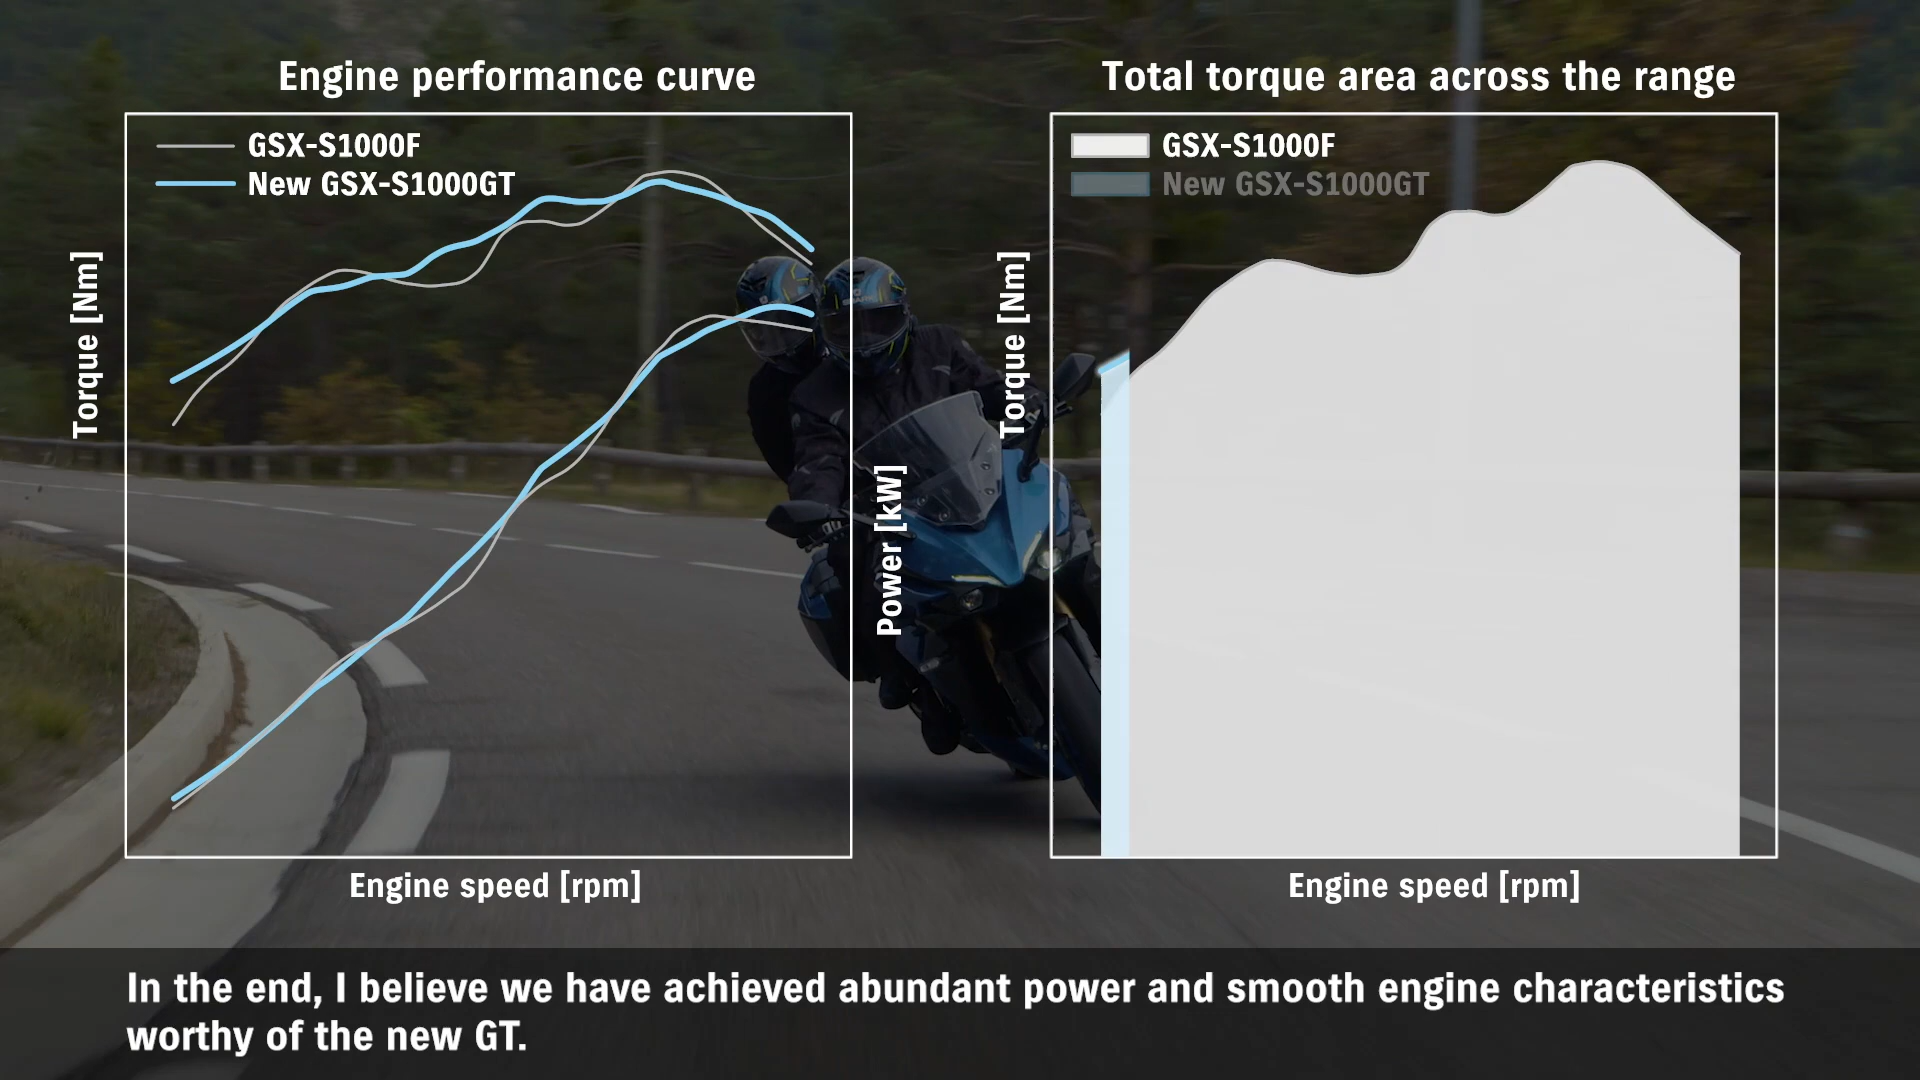 Engine performance curve
GSX-S1000F
New GSX-S1000GT
Torque [Nm]
Power [kW]
Engine speed [rpm]
Total torque area across the range
GSX-S1000F
New GSX-S1000GT
Torque [Nm]
Engine speed [rpm]
In the end, I believe we have achieved abundant power and smooth engine characteristics
worthy of the new GT.